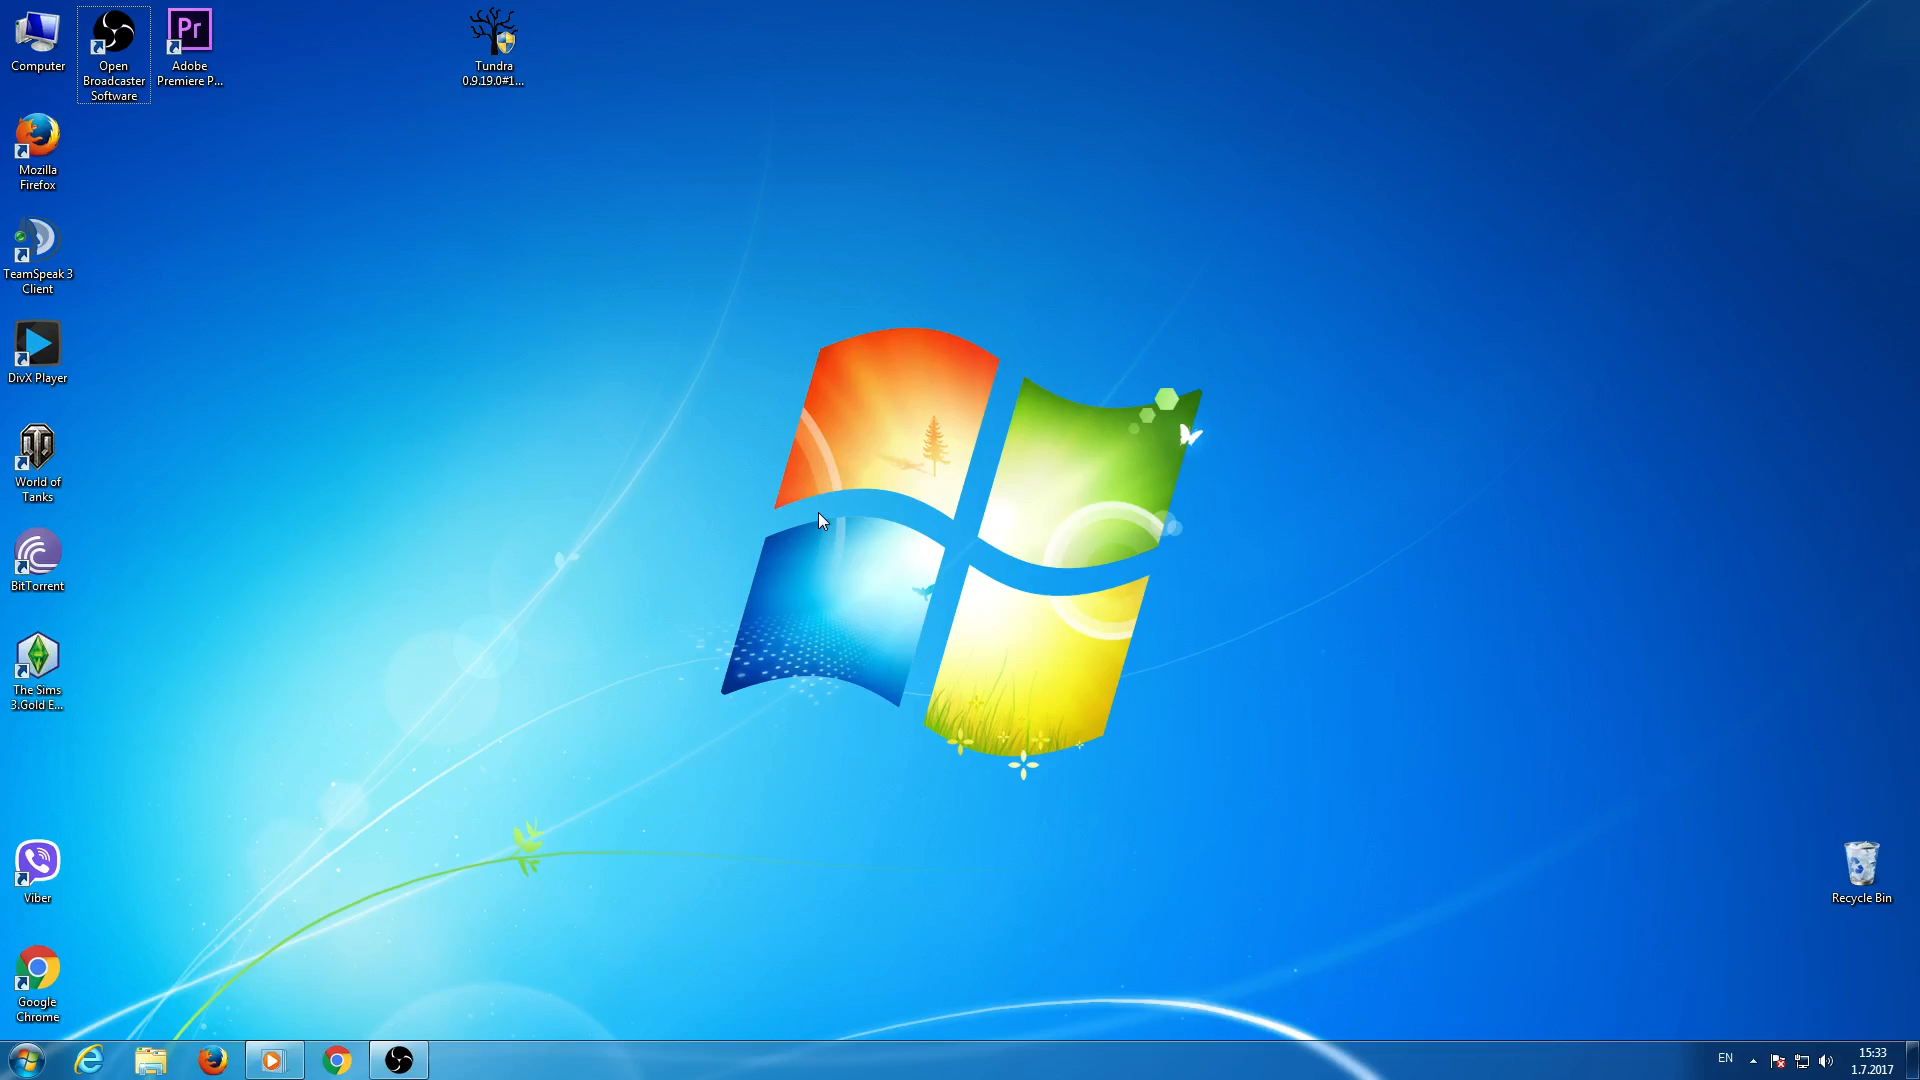 Computer
Open
Broadcaster
Software
Pr
Adobe
Premiere P...
Tundra
0.9.19.0#1...
Mozilla
Firefox
TeamSpeak 3
Client
DivX Player
World of
Tanks
BitTorrent
The Sims
3.Gold E...
Viber
Google
Chrome
Recycle Bin
EN
15:33
1.7.2017